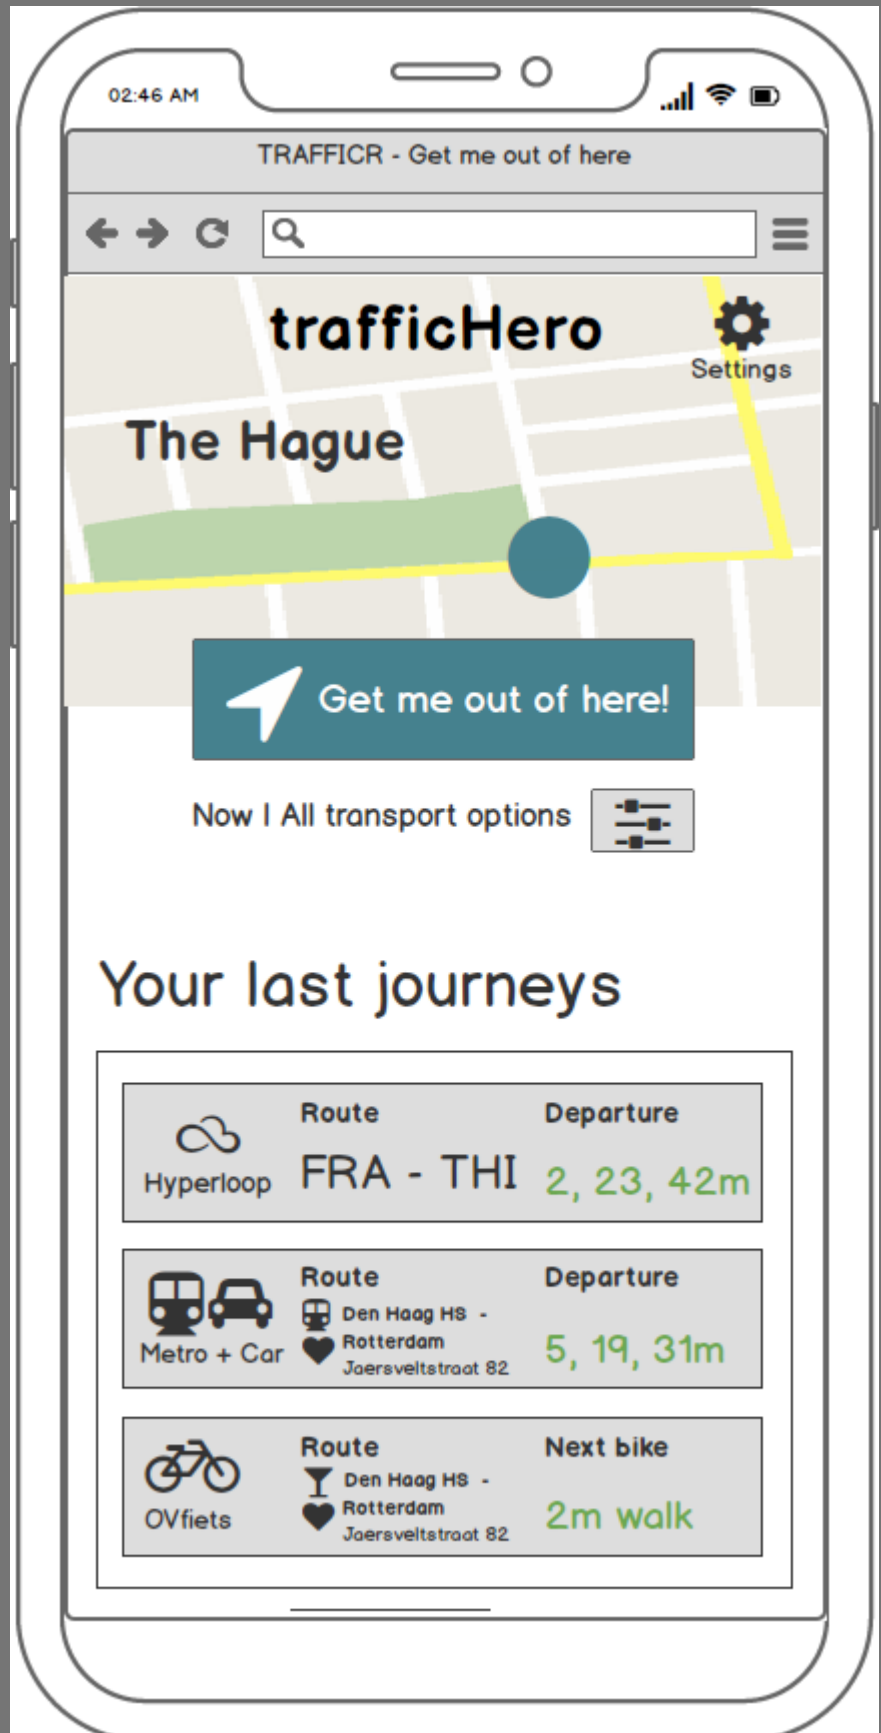 02:46 AM
TRAFFICR - Get me out of here
trafficHero
Settings
The Hague
Get me out of here!
Now | All transport options
Your last journeys
Hyperloop
Route
FRA - THI
Departure
2, 23, 42m
Metro + Car
Route
Den Haag HS -
Rotterdam
Jaersveltstraat 82
Departure
5, 19, 31m
OVfiets
Route
Den Haag HS -
Rotterdam
Jaersveltstraat 82
Next bike
2m walk